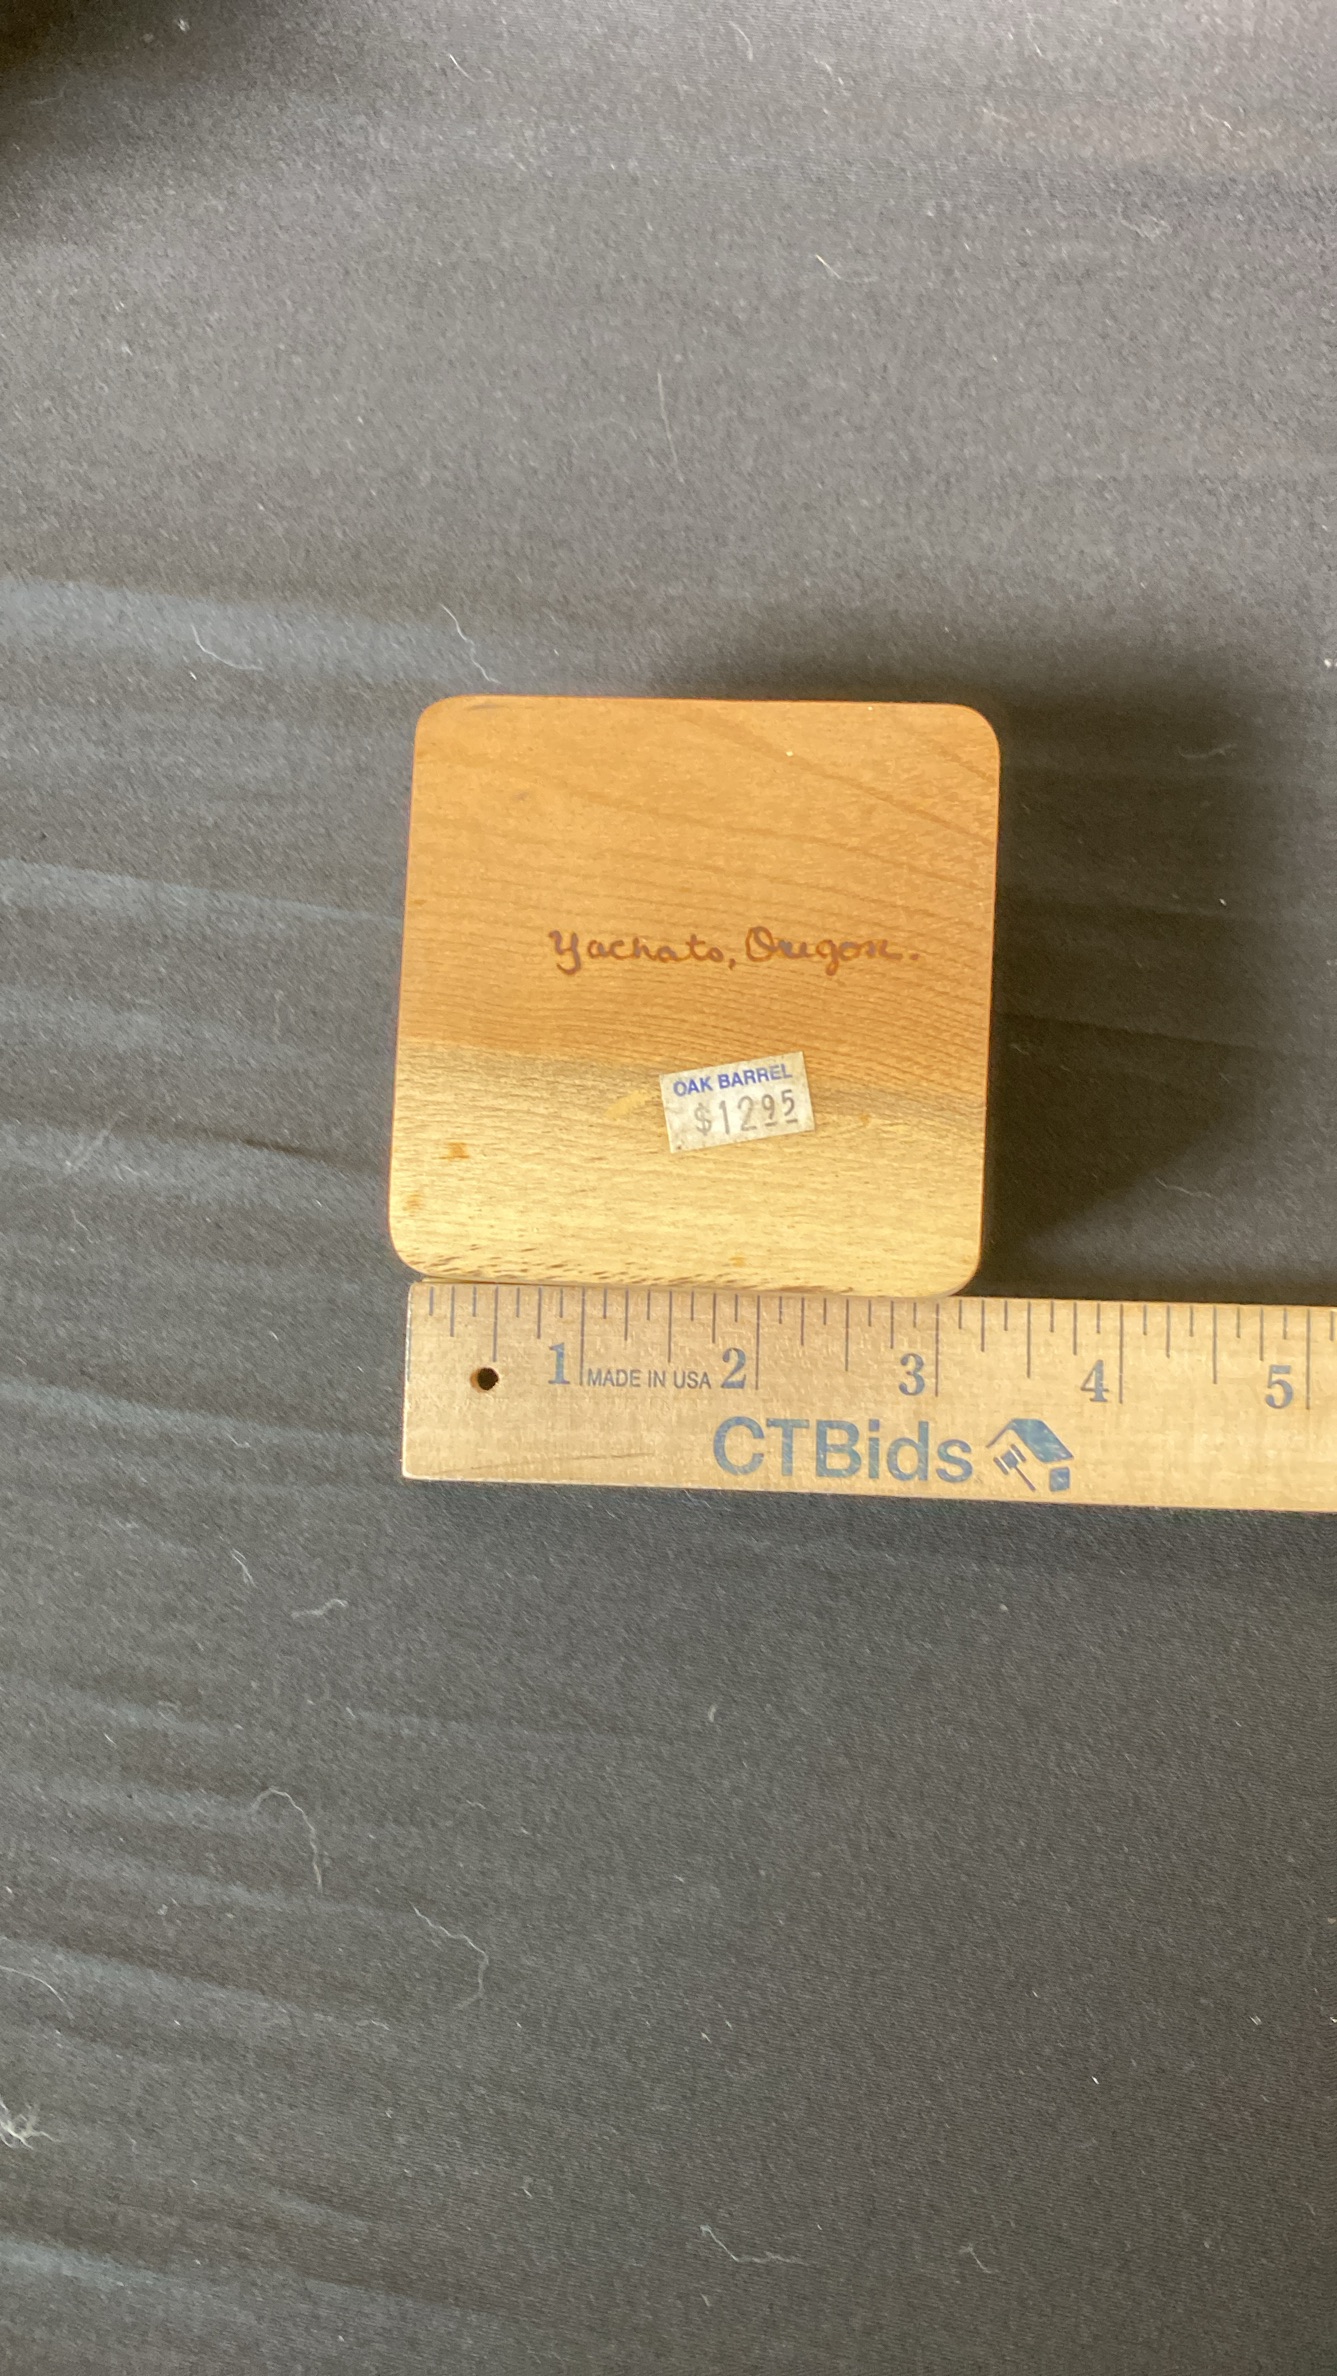 Yachats, Oregon.
OAK BARREL
$12.95
1 MADE IN USA 2 3 4 5
CTBids